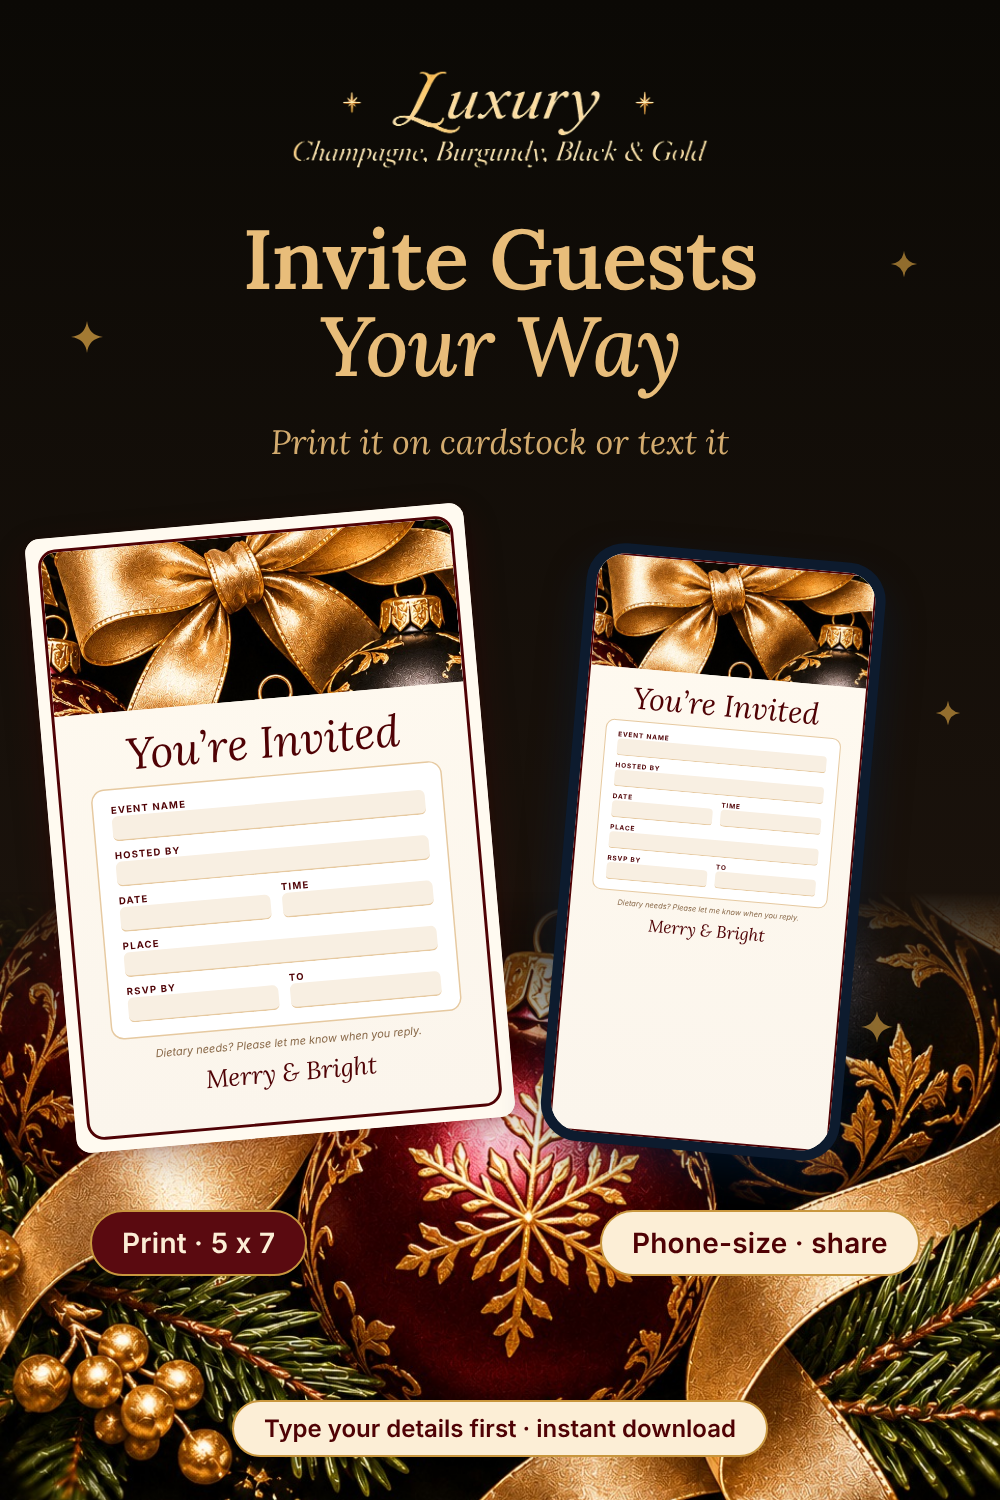 Luxury
Champagne, Burgundy, Black & Gold
Invite Guests
Your Way
Print it on cardstock or text it
You’re Invited
EVENT NAME
HOSTED BY
DATE TIME
PLACE
RSVP BY TO
Dietary needs? Please let me know when you reply.
Merry & Bright
You’re Invited
EVENT NAME
HOSTED BY
DATE TIME
PLACE
RSVP BY TO
Dietary needs? Please let me know when you reply.
Merry & Bright
Print · 5 x 7
Phone-size · share
Type your details first · instant download